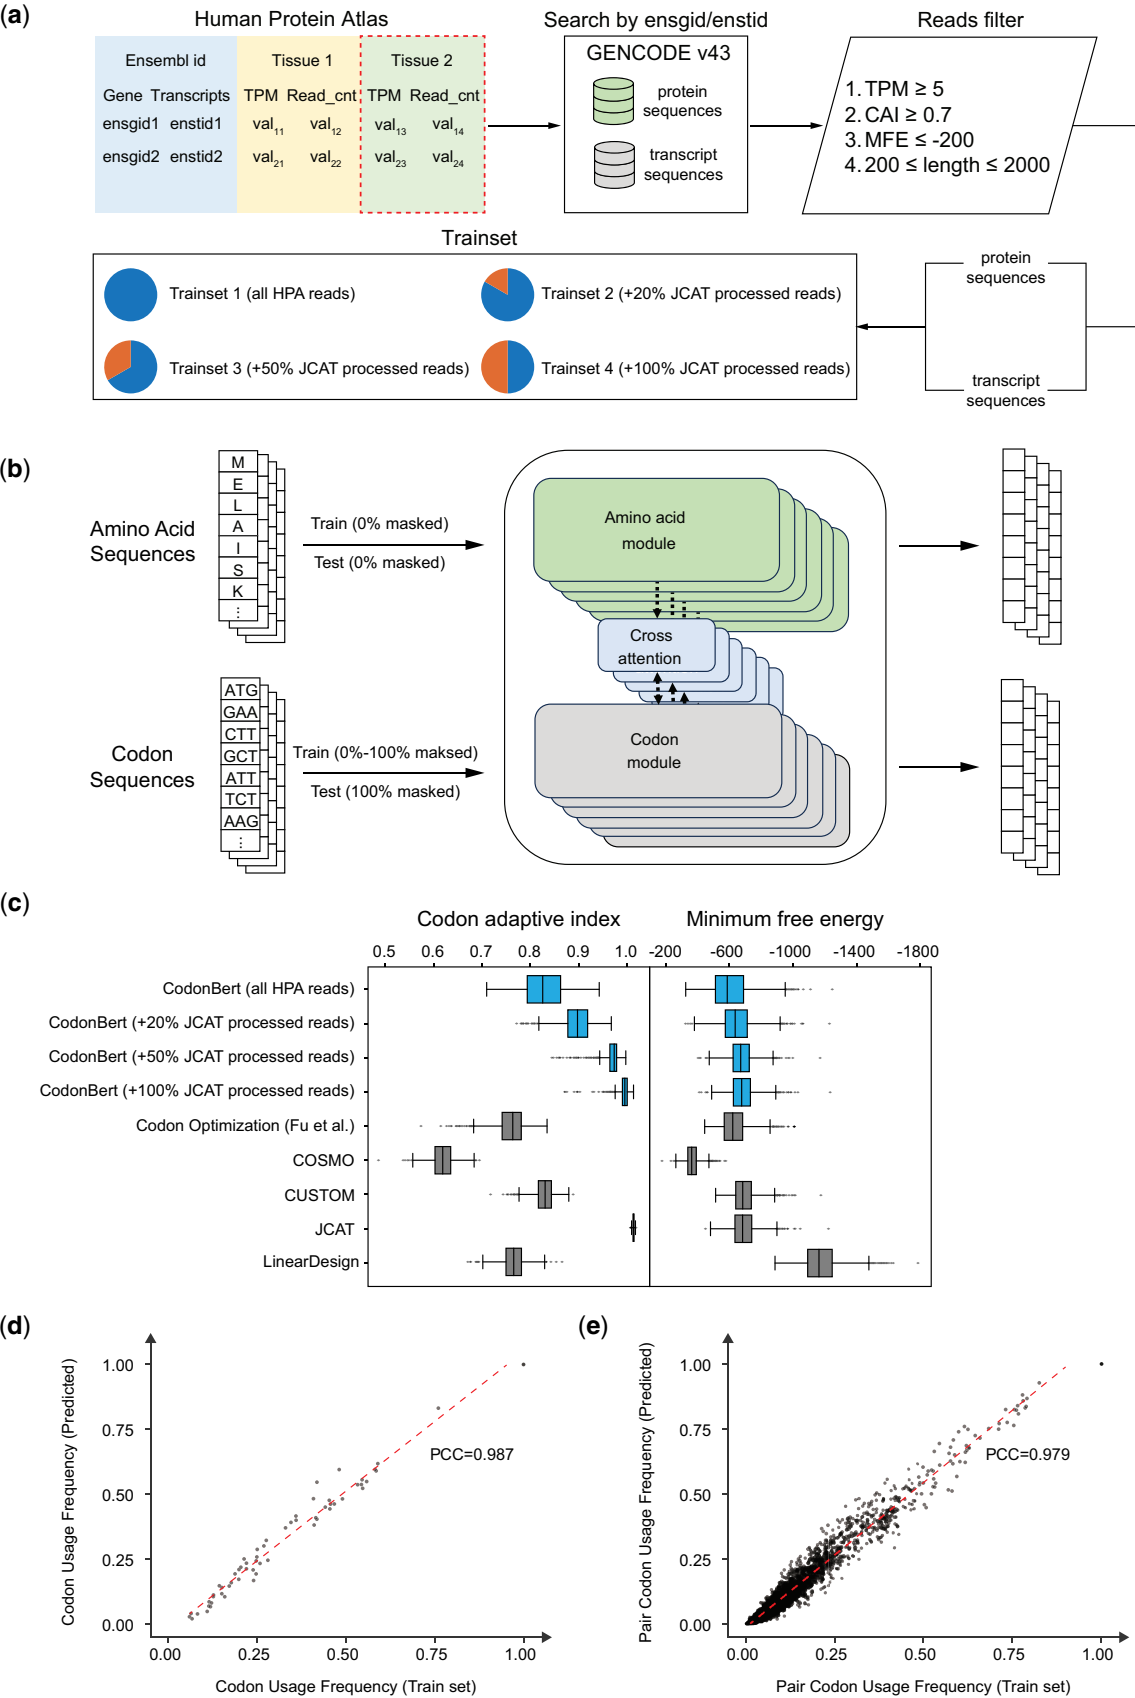 (a)
Human Protein Atlas
Search by ensgid/enstid
Reads filter
Ensembl id
Tissue 1
Tissue 2
Gene Transcripts TPM Read_cnt TPM Read_cnt
ensgid1 enstid1 val11 val12 val13 val14
ensgid2 enstid2 val21 val22 val23 val24
GENCODE v43
protein
sequences
transcript
sequences
1. TPM ≥ 5
2. CAI ≥ 0.7
3. MFE ≤ -200
4. 200 ≤ length ≤ 2000
Trainset
Trainset 1 (all HPA reads)
Trainset 2 (+20% JCAT processed reads)
Trainset 3 (+50% JCAT processed reads)
Trainset 4 (+100% JCAT processed reads)
protein
sequences
transcript
sequences
(b)
Amino Acid
Sequences
M
E
L
A
I
S
K
...
Train (0% masked)
Test (0% masked)
Amino acid
module
Cross
attention
Codon
module
Codon
Sequences
ATG
GAA
CTT
GCT
ATT
TCT
AAG
...
Train (0%-100% maksed)
Test (100% masked)
(c)
Codon adaptive index
Minimum free energy
0.5 0.6 0.7 0.8 0.9 1.0
-200 -600 -1000 -1400 -1800
CodonBert (all HPA reads)
CodonBert (+20% JCAT processed reads)
CodonBert (+50% JCAT processed reads)
CodonBert (+100% JCAT processed reads)
Codon Optimization (Fu et al.)
COSMO
CUSTOM
JCAT
LinearDesign
(d)
Codon Usage Frequency (Predicted)
1.00
0.75
0.50
0.25
0.00
PCC=0.987
0.00 0.25 0.50 0.75 1.00
Codon Usage Frequency (Train set)
(e)
Pair Codon Usage Frequency (Predicted)
1.00
0.75
0.50
0.25
0.00
PCC=0.979
0.00 0.25 0.50 0.75 1.00
Pair Codon Usage Frequency (Train set)